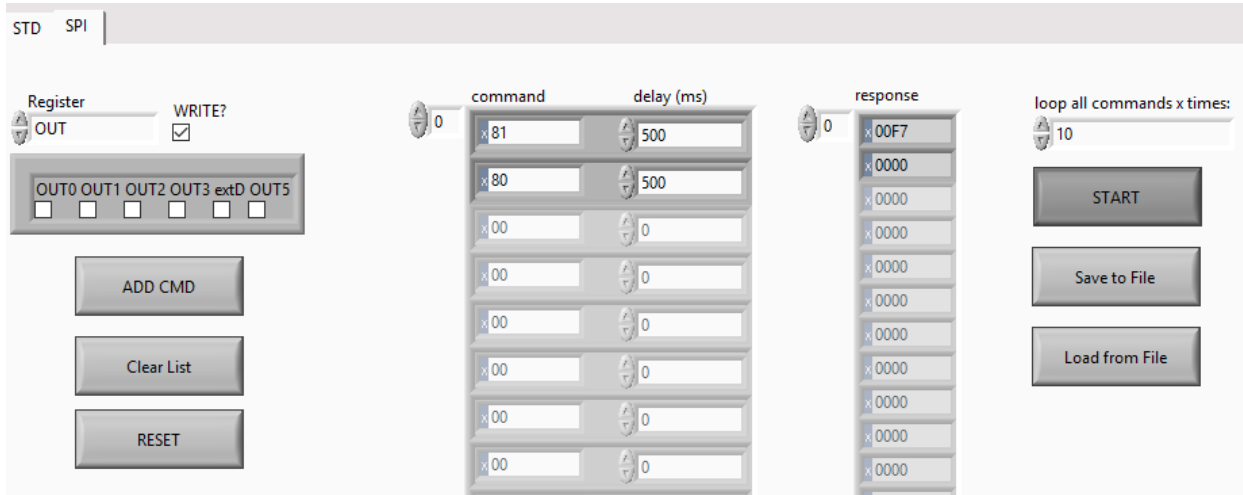 STD SPI
Register
WRITE?
OUT
OUT0 OUT1 OUT2 OUT3 extD OUT5
ADD CMD
Clear List
RESET
command delay (ms)
0
x 81 500
x 80 500
x 00 0
x 00 0
x 00 0
x 00 0
x 00 0
x 00 0
response
0
x 00F7
x 0000
x 0000
x 0000
x 0000
x 0000
x 0000
x 0000
x 0000
x 0000
x 0000
loop all commands x times:
10
START
Save to File
Load from File